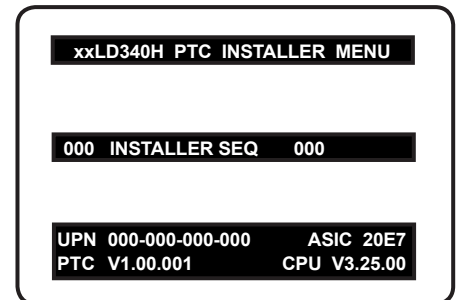 xxLD340H PTC INSTALLER MENU
000 INSTALLER SEQ 000
UPN 000-000-000-000 ASIC 20E7
PTC V1.00.001 CPU V3.25.00